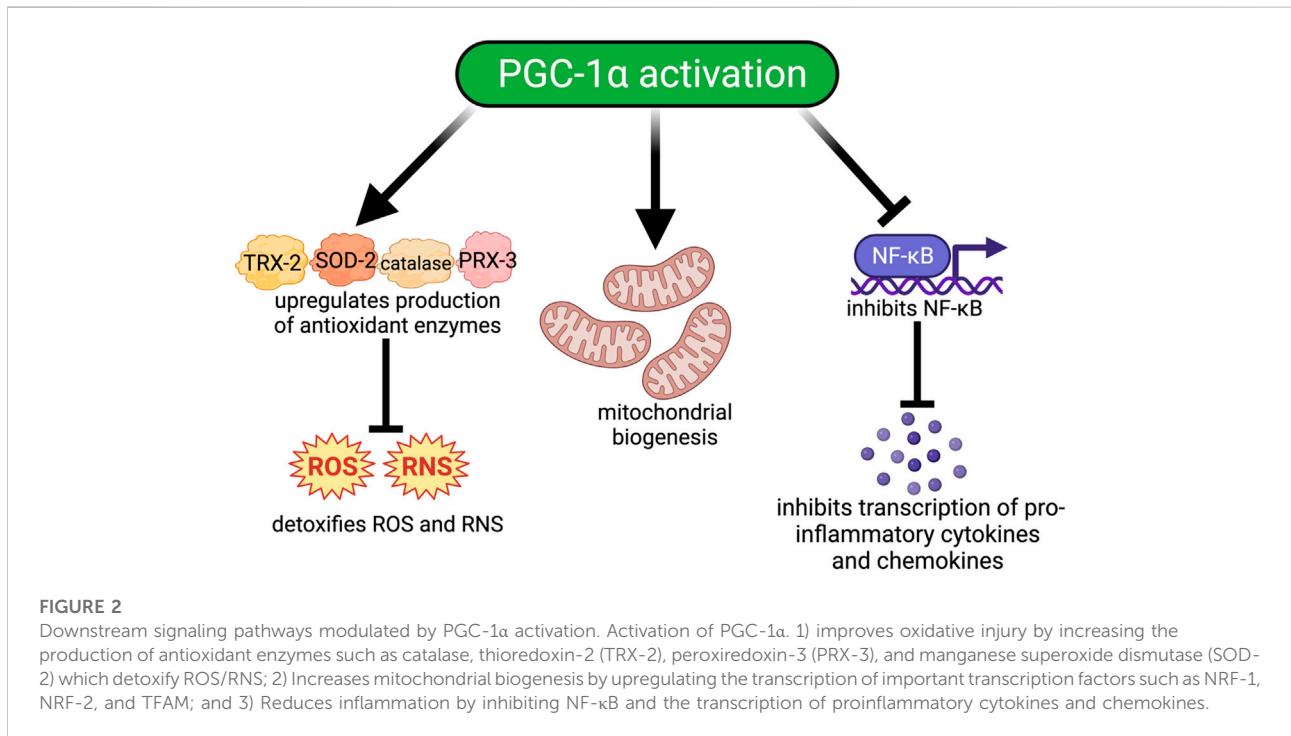 PGC-1α activation
TRX-2
SOD-2
catalase
PRX-3
upregulates production
of antioxidant enzymes
ROS
RNS
detoxifies ROS and RNS
mitochondrial
biogenesis
NF-κB
inhibits NF-κB
inhibits transcription of pro-
inflammatory cytokines
and chemokines
FIGURE 2
Downstream signaling pathways modulated by PGC-1α activation. Activation of PGC-1α. 1) improves oxidative injury by increasing the
production of antioxidant enzymes such as catalase, thioredoxin-2 (TRX-2), peroxiredoxin-3 (PRX-3), and manganese superoxide dismutase (SOD-
2) which detoxify ROS/RNS; 2) Increases mitochondrial biogenesis by upregulating the transcription of important transcription factors such as NRF-1,
NRF-2, and TFAM; and 3) Reduces inflammation by inhibiting NF-κB and the transcription of proinflammatory cytokines and chemokines.